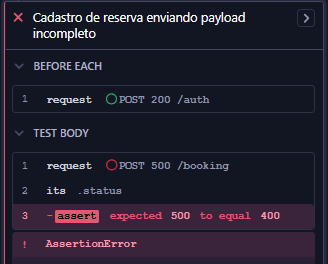 Cadastro de reserva enviando payload
incompleto
BEFORE EACH
1 request POST 200 /auth
TEST BODY
1 request POST 500 /booking
2 its .status
3 -assert expected 500 to equal 400
! AssertionError